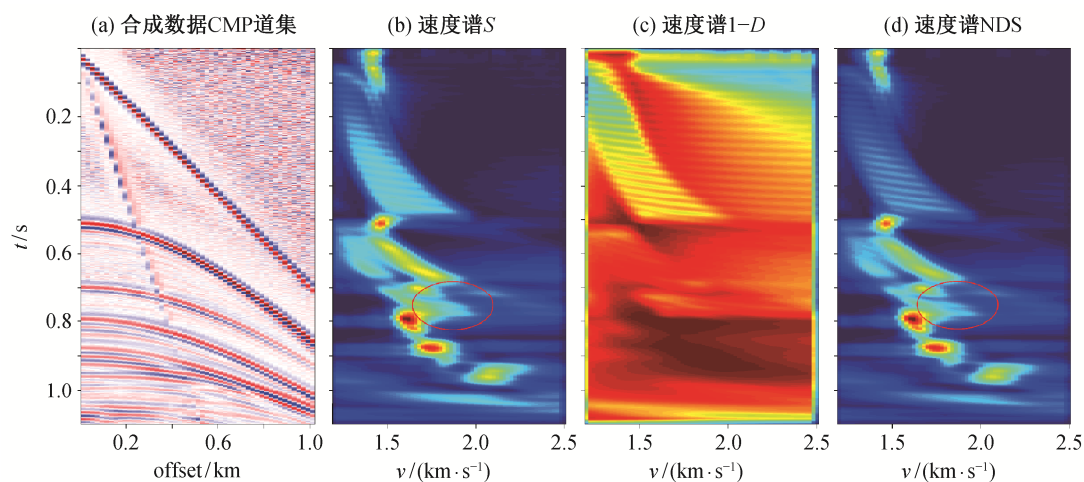 (a) 合成数据CMP道集
(b) 速度谱S
(c) 速度谱1-D
(d) 速度谱NDS
t/s
0.2
0.4
0.6
0.8
1.0
0.2 0.6 1.0
offset/km
1.5 2.0 2.5
v/(km·s⁻¹)
1.5 2.0 2.5
v/(km·s⁻¹)
1.5 2.0 2.5
v/(km·s⁻¹)